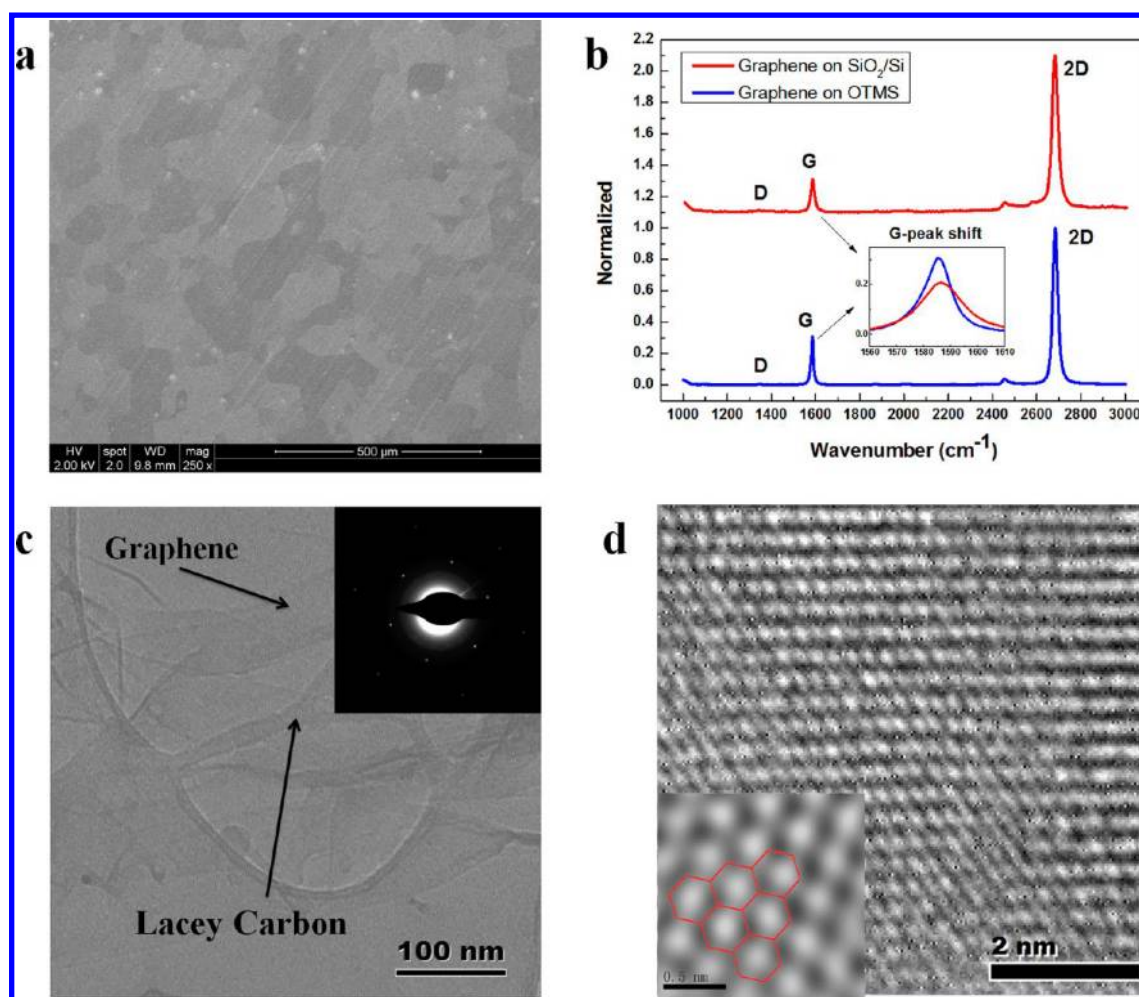 a
HV spot WD mag
2.00 kV 2.0 9.8 mm 250 x
500 µm
b
Graphene on SiO₂/Si
Graphene on OTMS
2D
G
D
G-peak shift
0.2
0.0
1560 1570 1580 1590 1600 1610
2D
G
D
2.2
2.0
1.8
1.6
1.4
1.2
1.0
0.8
0.6
0.4
0.2
0.0
Normalized
1000 1200 1400 1600 1800 2000 2200 2400 2600 2800 3000
Wavenumber (cm⁻¹)
c
Graphene
Lacey Carbon
100 nm
d
0.5 nm
2 nm